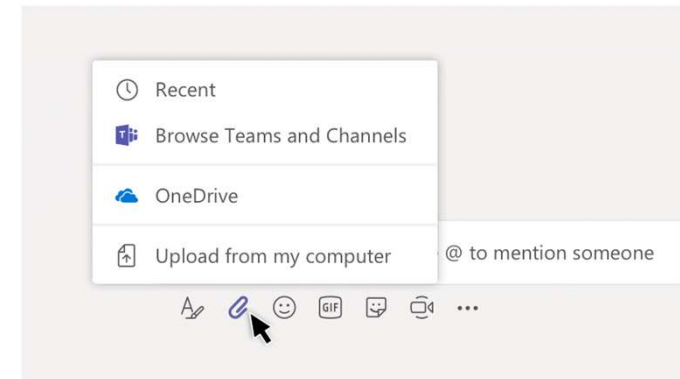 Recent
Browse Teams and Channels
OneDrive
Upload from my computer
@ to mention someone
GIF